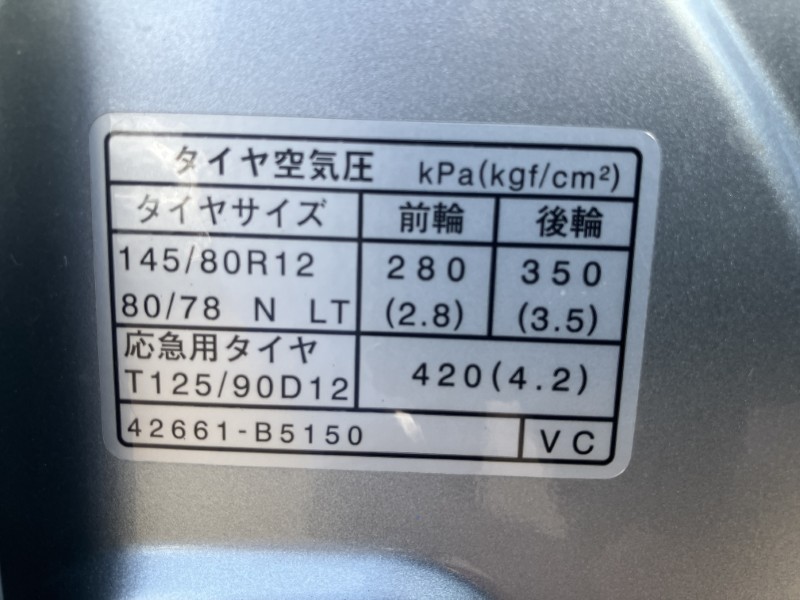 タイヤ空気圧 kPa(kgf/cm²)
タイヤサイズ 前輪 後輪
145/80R12 280 350
80/78 N LT (2.8) (3.5)
応急用タイヤ
T125/90D12 420(4.2)
42661-B5150 VC